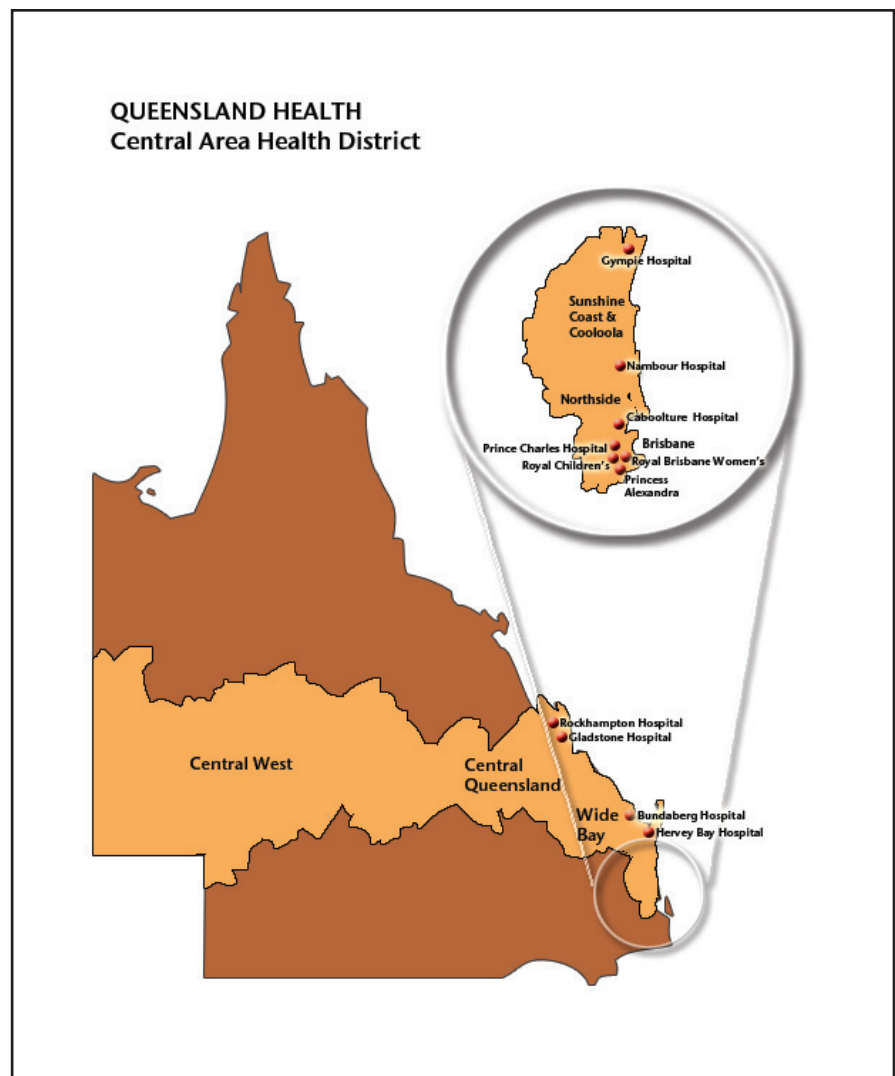 QUEENSLAND HEALTH
Central Area Health District
Gympie Hospital
Sunshine
Coast &
Cooloola
Nambour Hospital
Northside
Caboolture Hospital
Prince Charles Hospital
Brisbane
Royal Children's
Royal Brisbane Women's
Princess
Alexandra
Rockhampton Hospital
Gladstone Hospital
Central West
Central
Queensland
Wide
Bay
Bundaberg Hospital
Hervey Bay Hospital